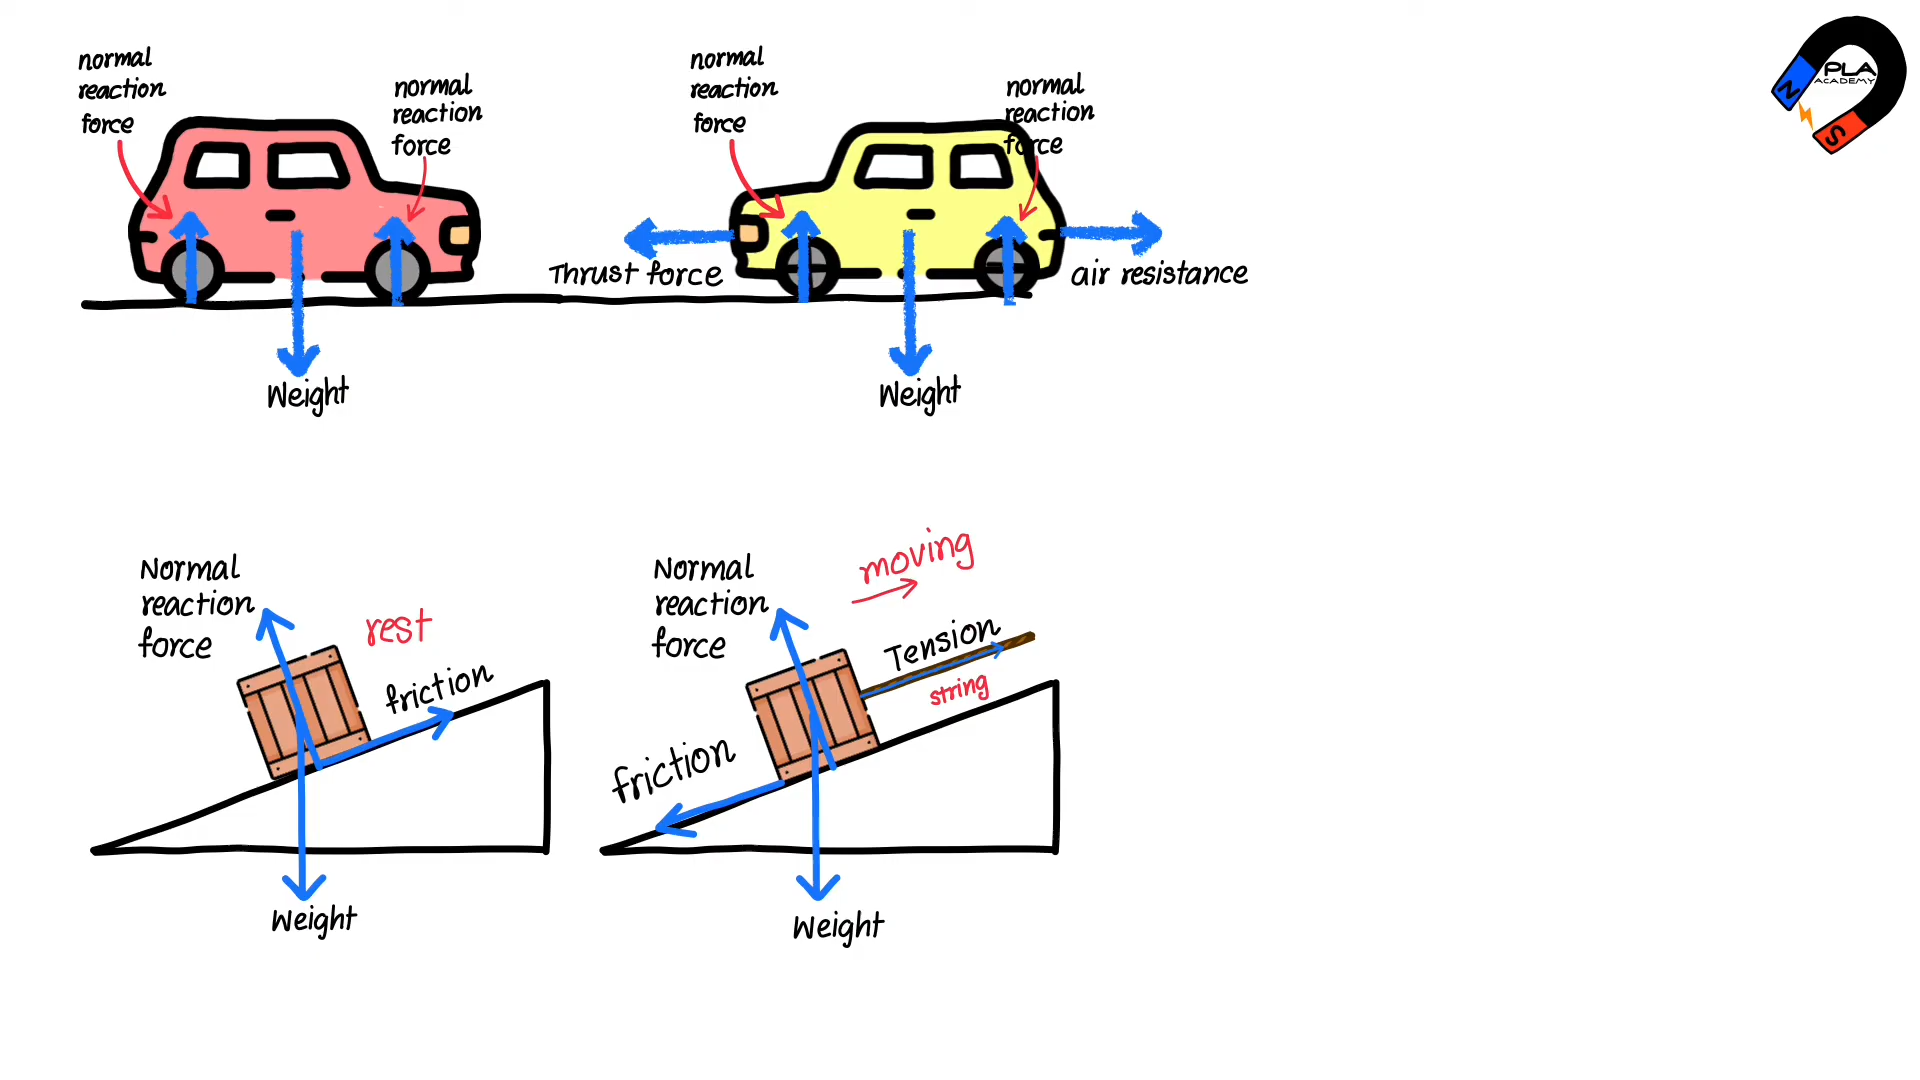 normal
reaction
force
normal
reaction
force
normal
reaction
force
normal
reaction
force
PLA
ACADEMY
N
S
Thrust force
air resistance
Weight
Weight
Normal
reaction
force
rest
friction
Weight
Normal
reaction
force
moving
Tension
string
friction
Weight